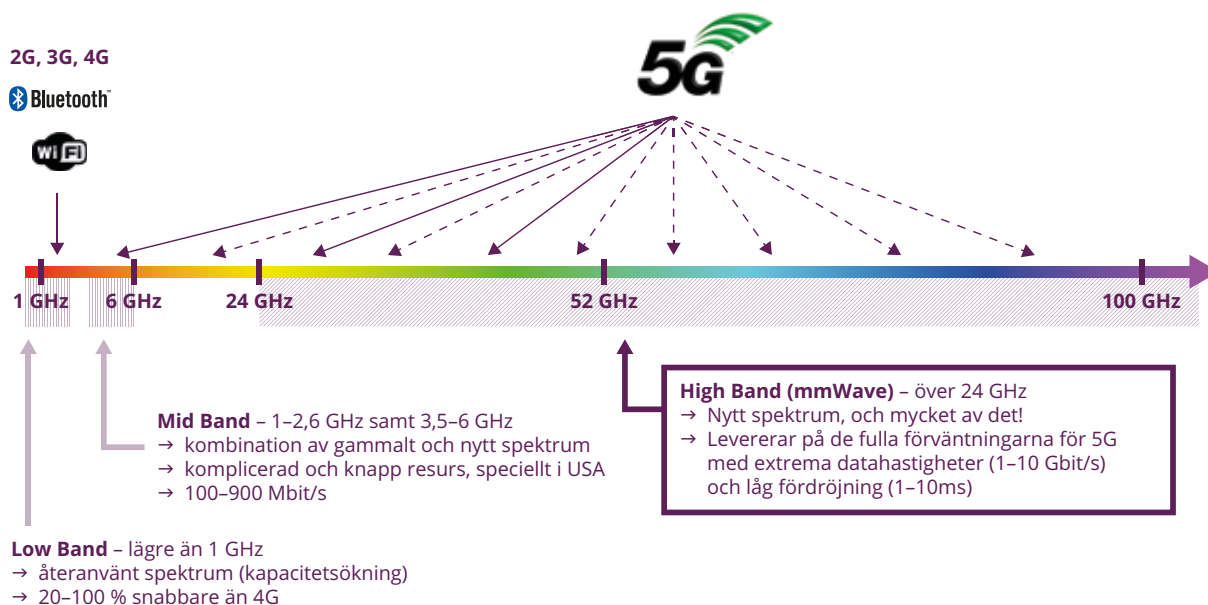 5G
2G, 3G, 4G
Bluetooth™
Wi Fi
1 GHz 6 GHz 24 GHz 52 GHz 100 GHz
High Band (mmWave) – över 24 GHz
→ Nytt spektrum, och mycket av det!
→ Levererar på de fulla förväntningarna för 5G
med extrema datahastigheter (1–10 Gbit/s)
och låg fördröjning (1–10ms)
Mid Band – 1–2,6 GHz samt 3,5–6 GHz
→ kombination av gammalt och nytt spektrum
→ komplicerad och knapp resurs, speciellt i USA
→ 100–900 Mbit/s
Low Band – lägre än 1 GHz
→ återanvänt spektrum (kapacitetsökning)
→ 20–100 % snabbare än 4G